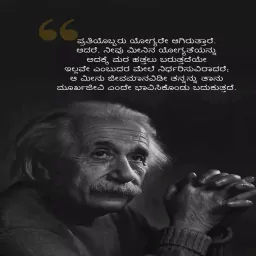 ಪ್ರತಿಯೊಬ್ಬರು ಯೋಗ್ಯರೇ ಆಗಿರುತ್ತಾರೆ.
ಆದರೆ, ನೀವು ಮೀನಿನ ಯೋಗ್ಯತೆಯನ್ನು
ಅದಕ್ಕೆ ಮರ ಹತ್ತಲು ಬರುತ್ತದೆಯೇ
ಇಲ್ಲವೇ ಎಂಬುದರ ಮೇಲೆ ನಿರ್ಧರಿಸುವಿರಾದರೆ;
ಆ ಮೀನು ಜೀವಮಾನವಿಡೀ ತನ್ನನ್ನು ತಾನು
ಮೂರ್ಖಜೀವಿ ಎಂದೇ ಭಾವಿಸಿಕೊಂಡು ಬದುಕುತ್ತದೆ.